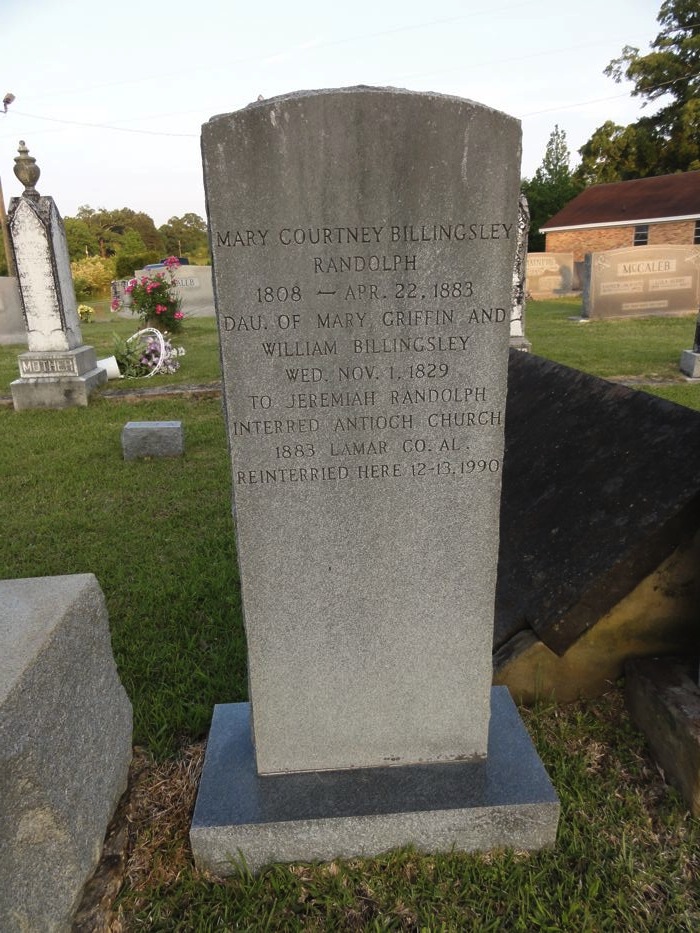 MARY COURTNEY BILLINGSLEY
RANDOLPH
1808 — APR. 22, 1883
DAU. OF MARY GRIFFIN AND
WILLIAM BILLINGSLEY
WED. NOV. 1, 1829
TO JEREMIAH RANDOLPH
INTERRED ANTIOCH CHURCH
1883 LAMAR CO. AL.
REINTERRIED HERE 12-13, 1990
MOTHER
MCCALEB